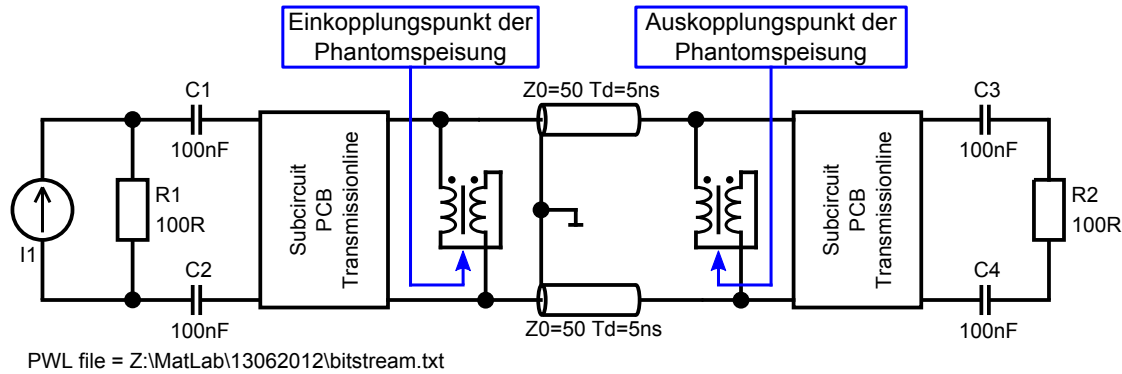 Einkopplungspunkt der
Phantomspeisung
Auskopplungspunkt der
Phantomspeisung
C1
100nF
Z0=50 Td=5ns
C3
100nF
I1
R1
100R
Subcircuit
PCB
Transmissionline
Subcircuit
PCB
Transmissionline
R2
100R
C2
100nF
Z0=50 Td=5ns
C4
100nF
PWL file = Z:\MatLab\13062012\bitstream.txt